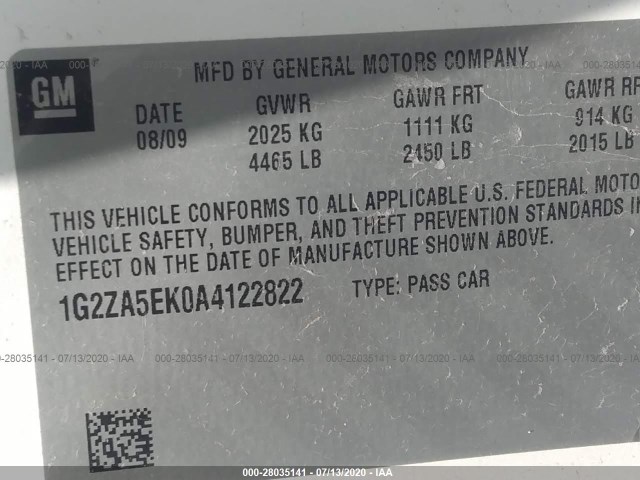 GM
MFD BY GENERAL MOTORS COMPANY
DATE GVWR GAWR FRT GAWR RF
08/09 2025 KG 1111 KG 914 KG
4465 LB 2450 LB 2015 LB
THIS VEHICLE CONFORMS TO ALL APPLICABLE U.S. FEDERAL MOTO
VEHICLE SAFETY, BUMPER, AND THEFT PREVENTION STANDARDS IN
EFFECT ON THE DATE OF MANUFACTURE SHOWN ABOVE.
1G2ZA5EK0A4122822 TYPE: PASS CAR
000-28035141 - 07/13/2020 - IAA